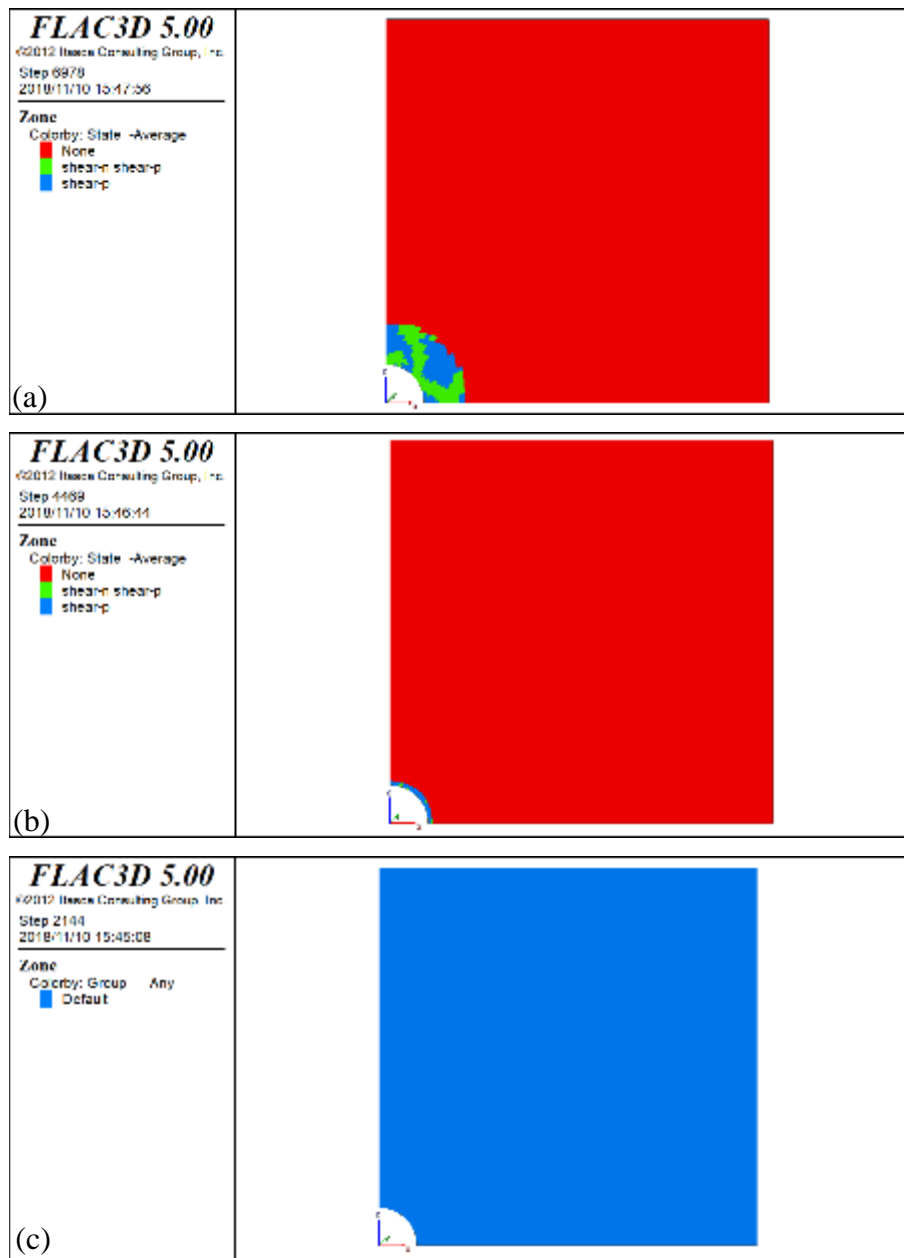 FLAC3D 5.00
©2012 Itasca Consulting Group, Inc.
Step 6978
2018/11/10 15:47:56
Zone
Colorby: State -Average
None
shear-n shear-p
shear-p
(a)
FLAC3D 5.00
©2012 Itasca Consulting Group, Inc.
Step 4469
2018/11/10 15:46:44
Zone
Colorby: State -Average
None
shear-n shear-p
shear-p
(b)
FLAC3D 5.00
©2012 Itasca Consulting Group, Inc.
Step 2144
2018/11/10 15:45:08
Zone
Colorby: Group Any
Default
(c)